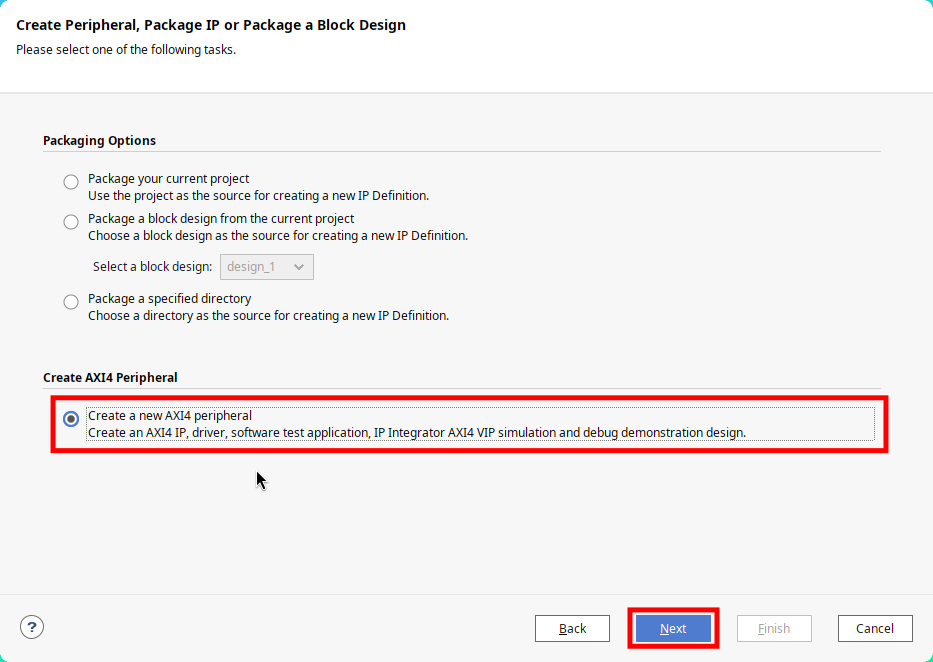 Create Peripheral, Package IP or Package a Block Design
Please select one of the following tasks.
Packaging Options
Package your current project
Use the project as the source for creating a new IP Definition.
Package a block design from the current project
Choose a block design as the source for creating a new IP Definition.
Select a block design: design_1
Package a specified directory
Choose a directory as the source for creating a new IP Definition.
Create AXI4 Peripheral
Create a new AXI4 peripheral
Create an AXI4 IP, driver, software test application, IP Integrator AXI4 VIP simulation and debug demonstration design.
? Back Next Finish Cancel